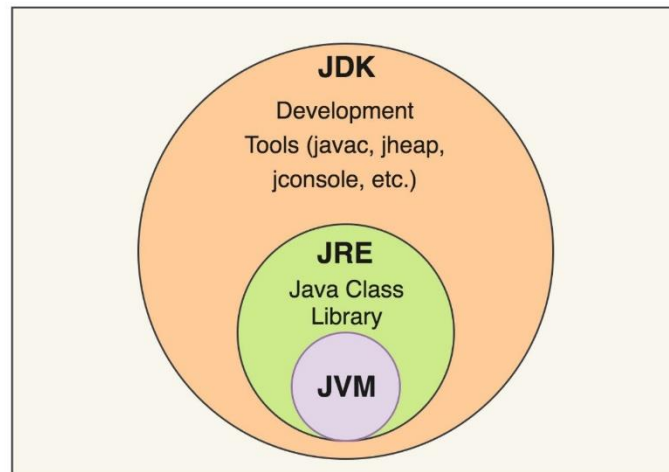 JDK
Development
Tools (javac, jheap,
jconsole, etc.)
JRE
Java Class
Library
JVM